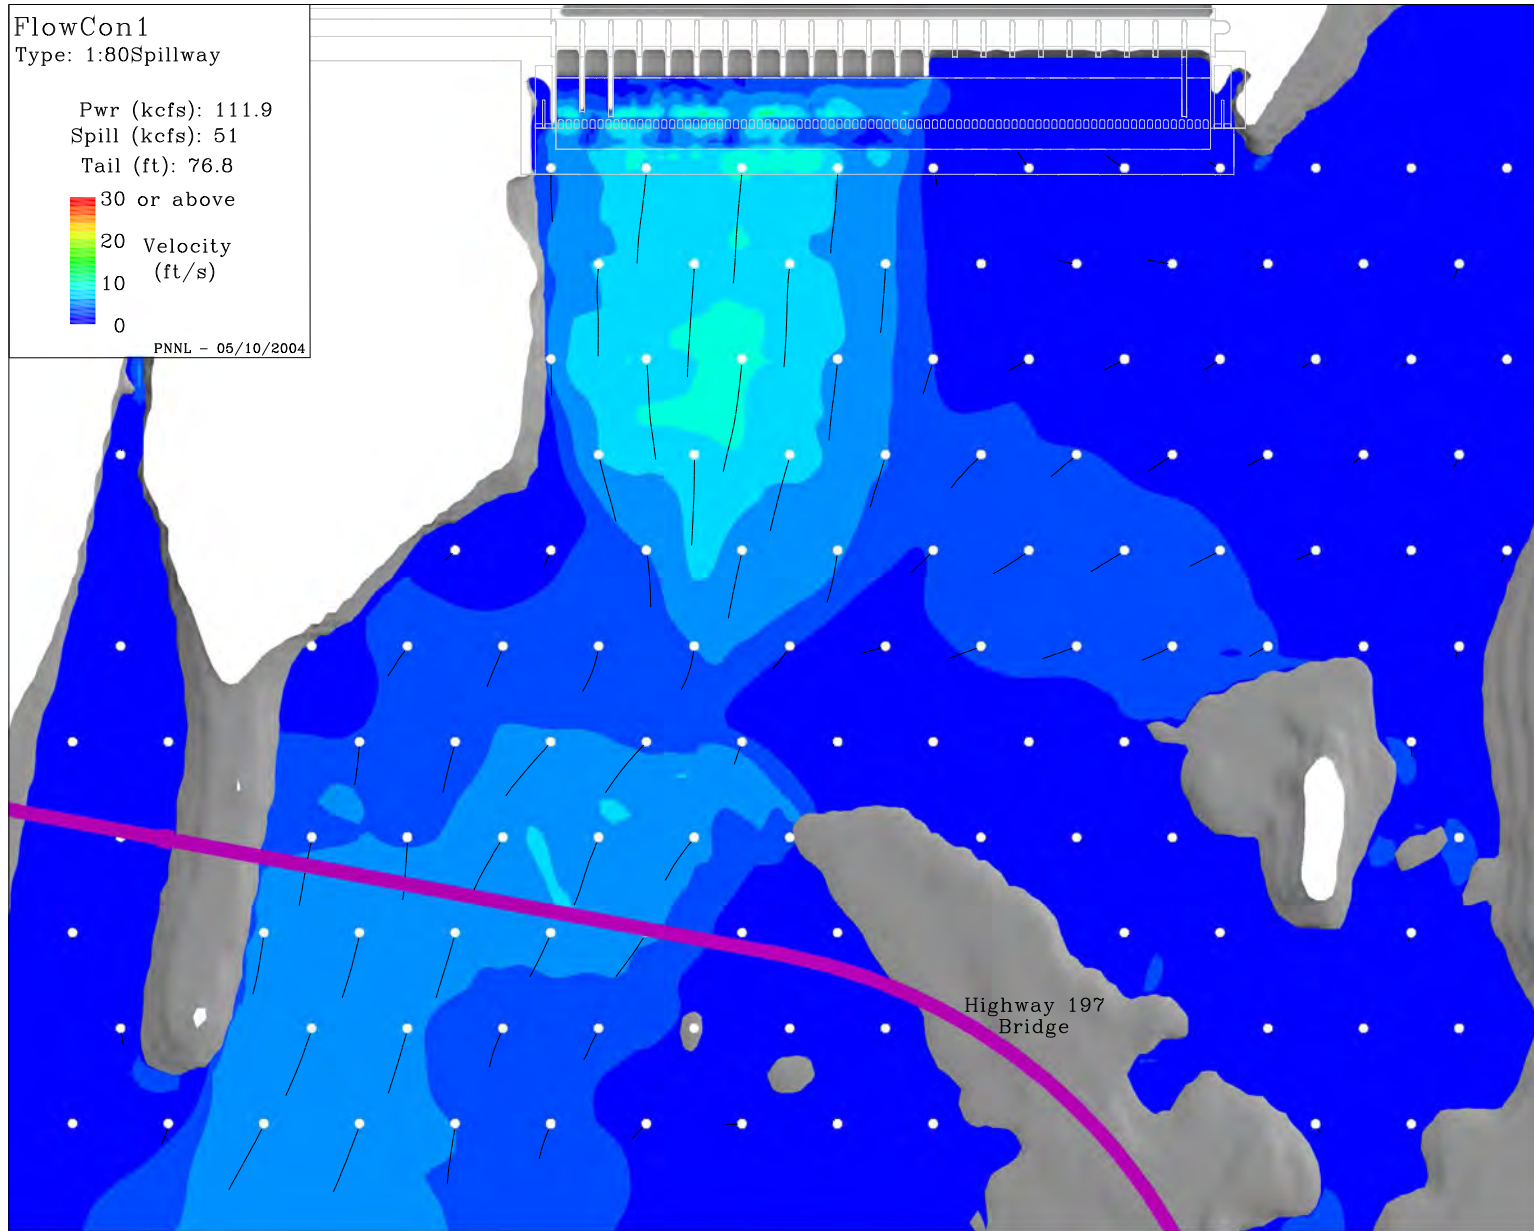 FlowCon1
Type: 1:80Spillway
Pwr (kcfs): 111.9
Spill (kcfs): 51
Tail (ft): 76.8
30 or above
20
Velocity
(ft/s)
10
0
PNNL - 05/10/2004
Highway 197
Bridge